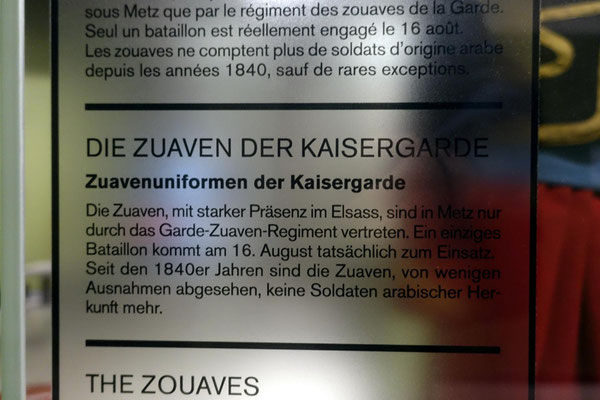 sous Metz que par le régiment des zouaves de la Garde.
Seul un bataillon est réellement engagé le 16 août.
Les zouaves ne comptent plus de soldats d'origine arabe
depuis les années 1840, sauf de rares exceptions.
DIE ZUAVEN DER KAISERGARDE
Zuavenuniformen der Kaisergarde
Die Zuaven, mit starker Präsenz im Elsass, sind in Metz nur
durch das Garde-Zuaven-Regiment vertreten. Ein einziges
Bataillon kommt am 16. August tatsächlich zum Einsatz.
Seit den 1840er Jahren sind die Zuaven, von wenigen
Ausnahmen abgesehen, keine Soldaten arabischer Her-
kunft mehr.
THE ZOUAVES